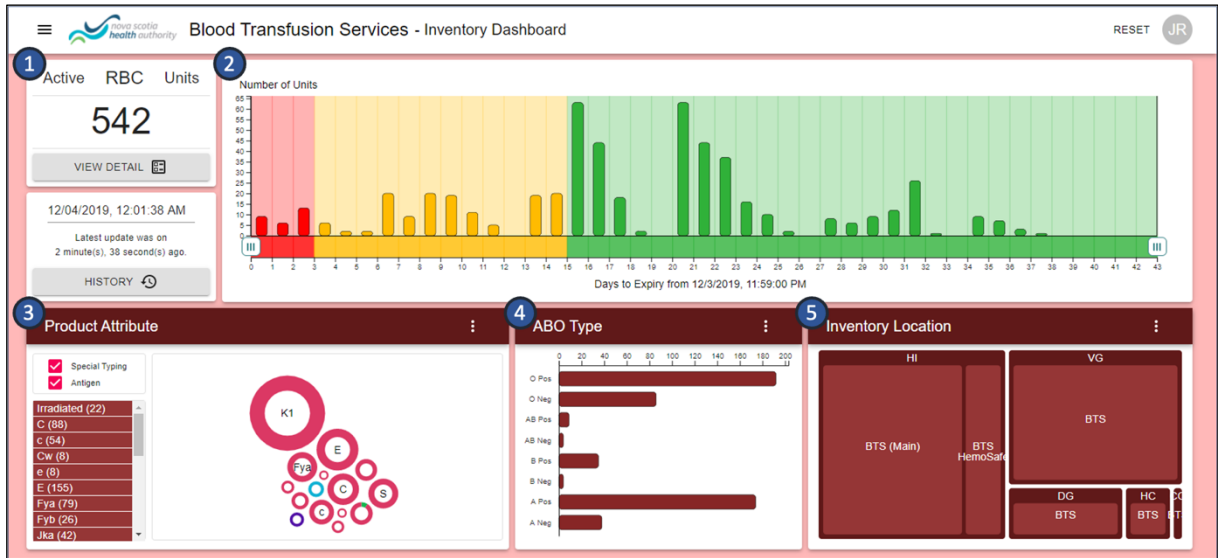 nova scotia
health authority
Blood Transfusion Services - Inventory Dashboard
RESET
JR
1
Active RBC Units
542
VIEW DETAIL
12/04/2019, 12:01:38 AM
Latest update was on
2 minute(s), 38 second(s) ago.
HISTORY
2
Number of Units
65
60
55
50
45
40
35
30
25
20
15
10
5
0
0 1 2 3 4 5 6 7 8 9 10 11 12 13 14 15 16 17 18 19 20 21 22 23 24 25 26 27 28 29 30 31 32 33 34 35 36 37 38 39 40 41 42 43
Days to Expiry from 12/3/2019, 11:59:00 PM
3
Product Attribute
Special Typing
Antigen
Irradiated (22)
C (88)
c (54)
Cw (8)
e (8)
E (155)
Fya (79)
Fyb (26)
Jka (42)
K1
E
Fya
C
S
c
4
ABO Type
0 20 40 60 80 100 120 140 160 180 200
O Pos
O Neg
AB Pos
AB Neg
B Pos
B Neg
A Pos
A Neg
5
Inventory Location
HI
BTS (Main)
BTS
HemoSafe
VG
BTS
DG
BTS
HC
BTS